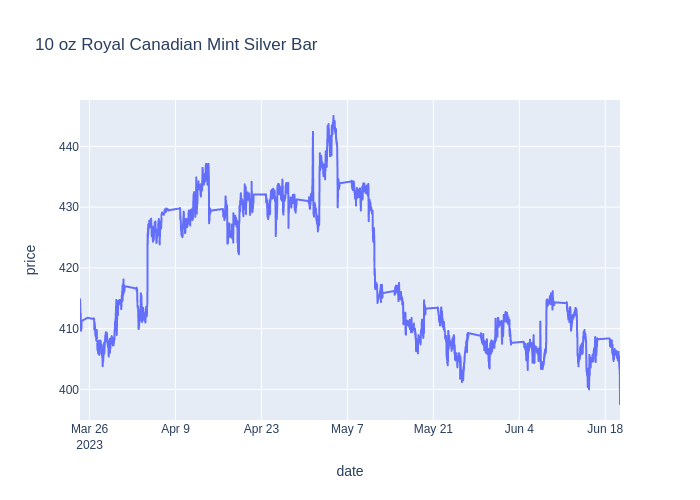 10 oz Royal Canadian Mint Silver Bar
price
440
430
420
410
400
Mar 26
2023
Apr 9
Apr 23
May 7
May 21
Jun 4
Jun 18
date